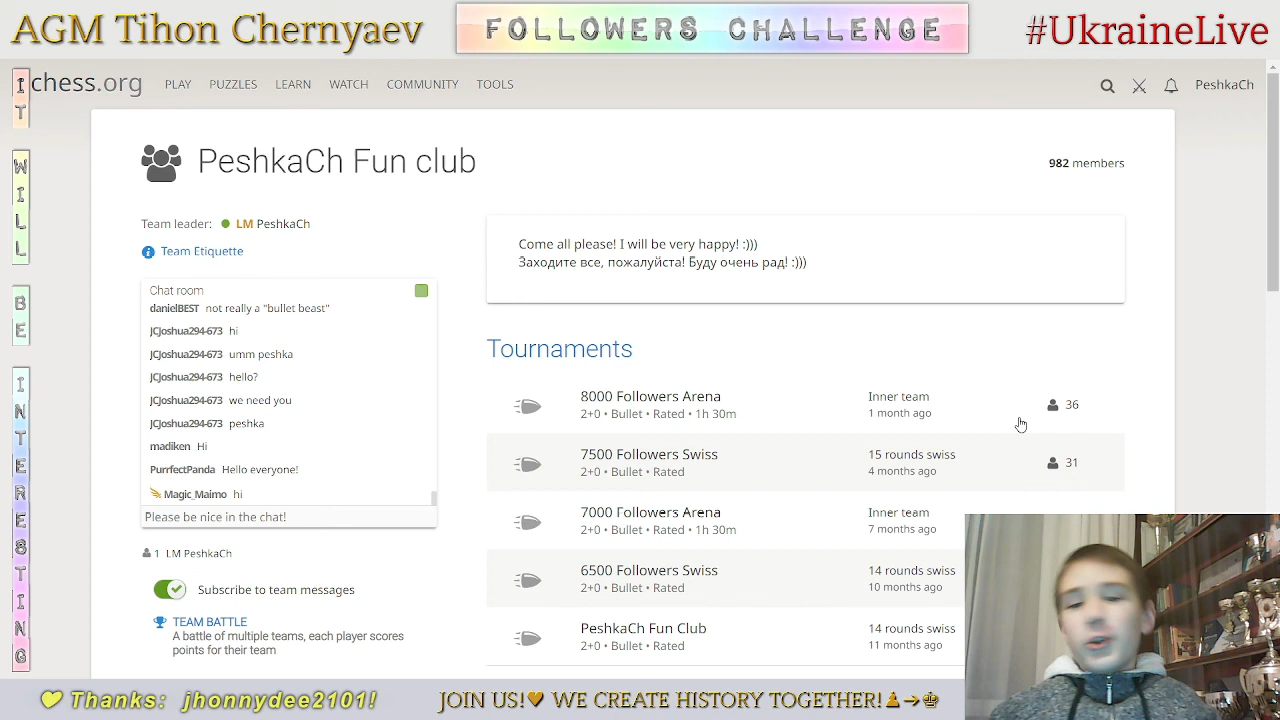 AGM Tihon Chernyaev
FOLLOWERS CHALLENGE
#UkraineLive
IT WILL BE INTERESTING
chess.org
PLAY PUZZLES LEARN WATCH COMMUNITY TOOLS
PeshkaCh
PeshkaCh Fun club
982 members
Team leader: LM PeshkaCh
Team Etiquette
Come all please! I will be very happy! :)))
Заходите все, пожалуйста! Буду очень рад! :)))
Chat room
danielBEST not really a "bullet beast"
JCJoshua294-673 hi
JCJoshua294-673 umm peshka
JCJoshua294-673 hello?
JCJoshua294-673 we need you
JCJoshua294-673 peshka
madiken Hi
PurrfectPanda Hello everyone!
Magic_Maimo hi
Please be nice in the chat!
1 LM PeshkaCh
Subscribe to team messages
TEAM BATTLE
A battle of multiple teams, each player scores
points for their team
Tournaments
8000 Followers Arena Inner team 36
2+0 • Bullet • Rated • 1h 30m 1 month ago
7500 Followers Swiss 15 rounds swiss 31
2+0 • Bullet • Rated 4 months ago
7000 Followers Arena Inner team
2+0 • Bullet • Rated • 1h 30m 7 months ago
6500 Followers Swiss 14 rounds swiss
2+0 • Bullet • Rated 10 months ago
PeshkaCh Fun Club 14 rounds swiss
2+0 • Bullet • Rated 11 months ago
Thanks: jhonnydee2101!
JOIN US! WE CREATE HISTORY TOGETHER!